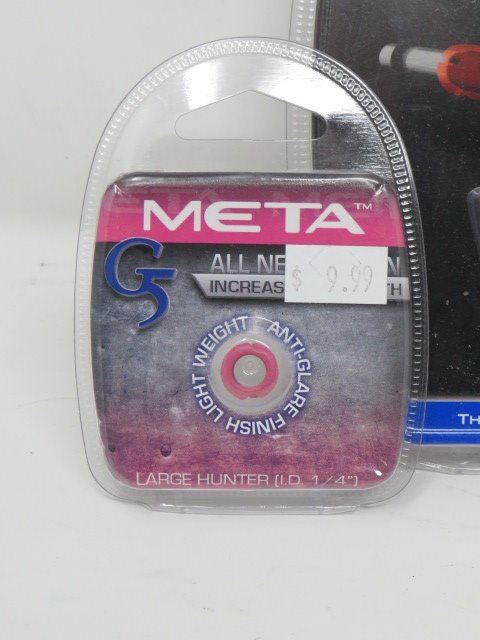 META™
G5
ALL NE
$ 9.99
INCREAS TH
LIGHT WEIGHT · ANTI-GLARE FINISH
LARGE HUNTER (I.D. 1/4")
TH